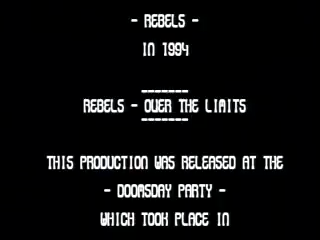 - REBELS -
IN 1994
-------
REBELS - OVER THE LIMITS
-------
THIS PRODUCTION WAS RELEASED AT THE
- DOOMSDAY PARTY -
WHICH TOOK PLACE IN